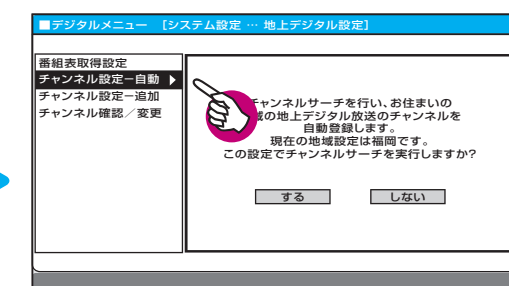 ■デジタルメニュー [システム設定 … 地上デジタル設定]
番組表取得設定
チャンネル設定－自動 ▶
チャンネル設定－追加
チャンネル確認／変更
チャンネルサーチを行い、お住まいの
の地上デジタル放送のチャンネルを
自動登録します。
現在の地域設定は福岡です。
この設定でチャンネルサーチを実行しますか?
する
しない